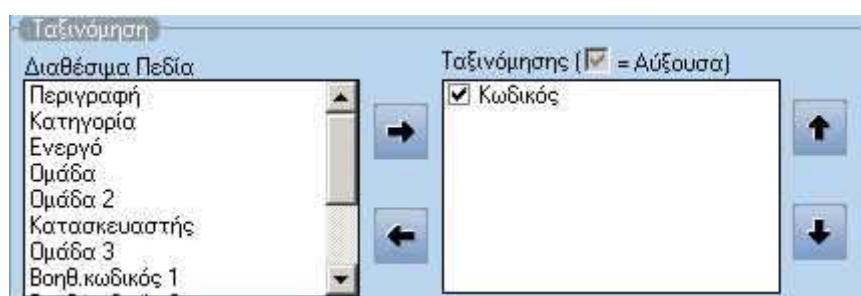 Ταξινόμηση
Διαθέσιμα Πεδία
Περιγραφή
Κατηγορία
Ενεργό
Ομάδα
Ομάδα 2
Κατασκευαστής
Ομάδα 3
Βοηθ.κωδικός 1
Ταξινόμησης ( = Αύξουσα)
Κωδικός